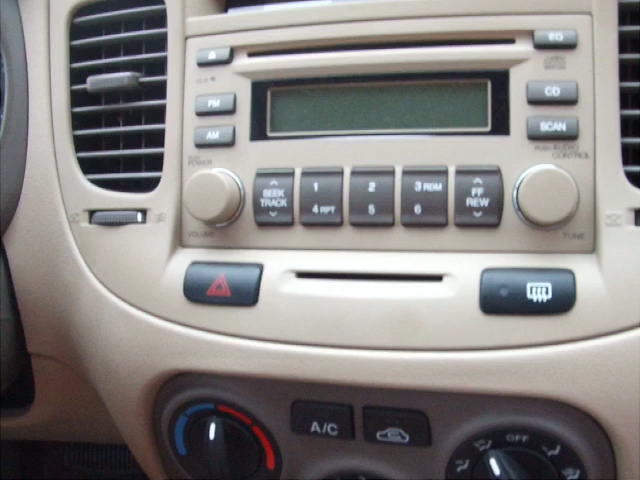 EQ
FM
CD
AM
SCAN
POWER
PUSH AUDIO
CONTROL
SEEK
TRACK
1
4 RPT
2
5
3 RDM
6
FF
REW
VOLUME
TUNE
A/C
OFF